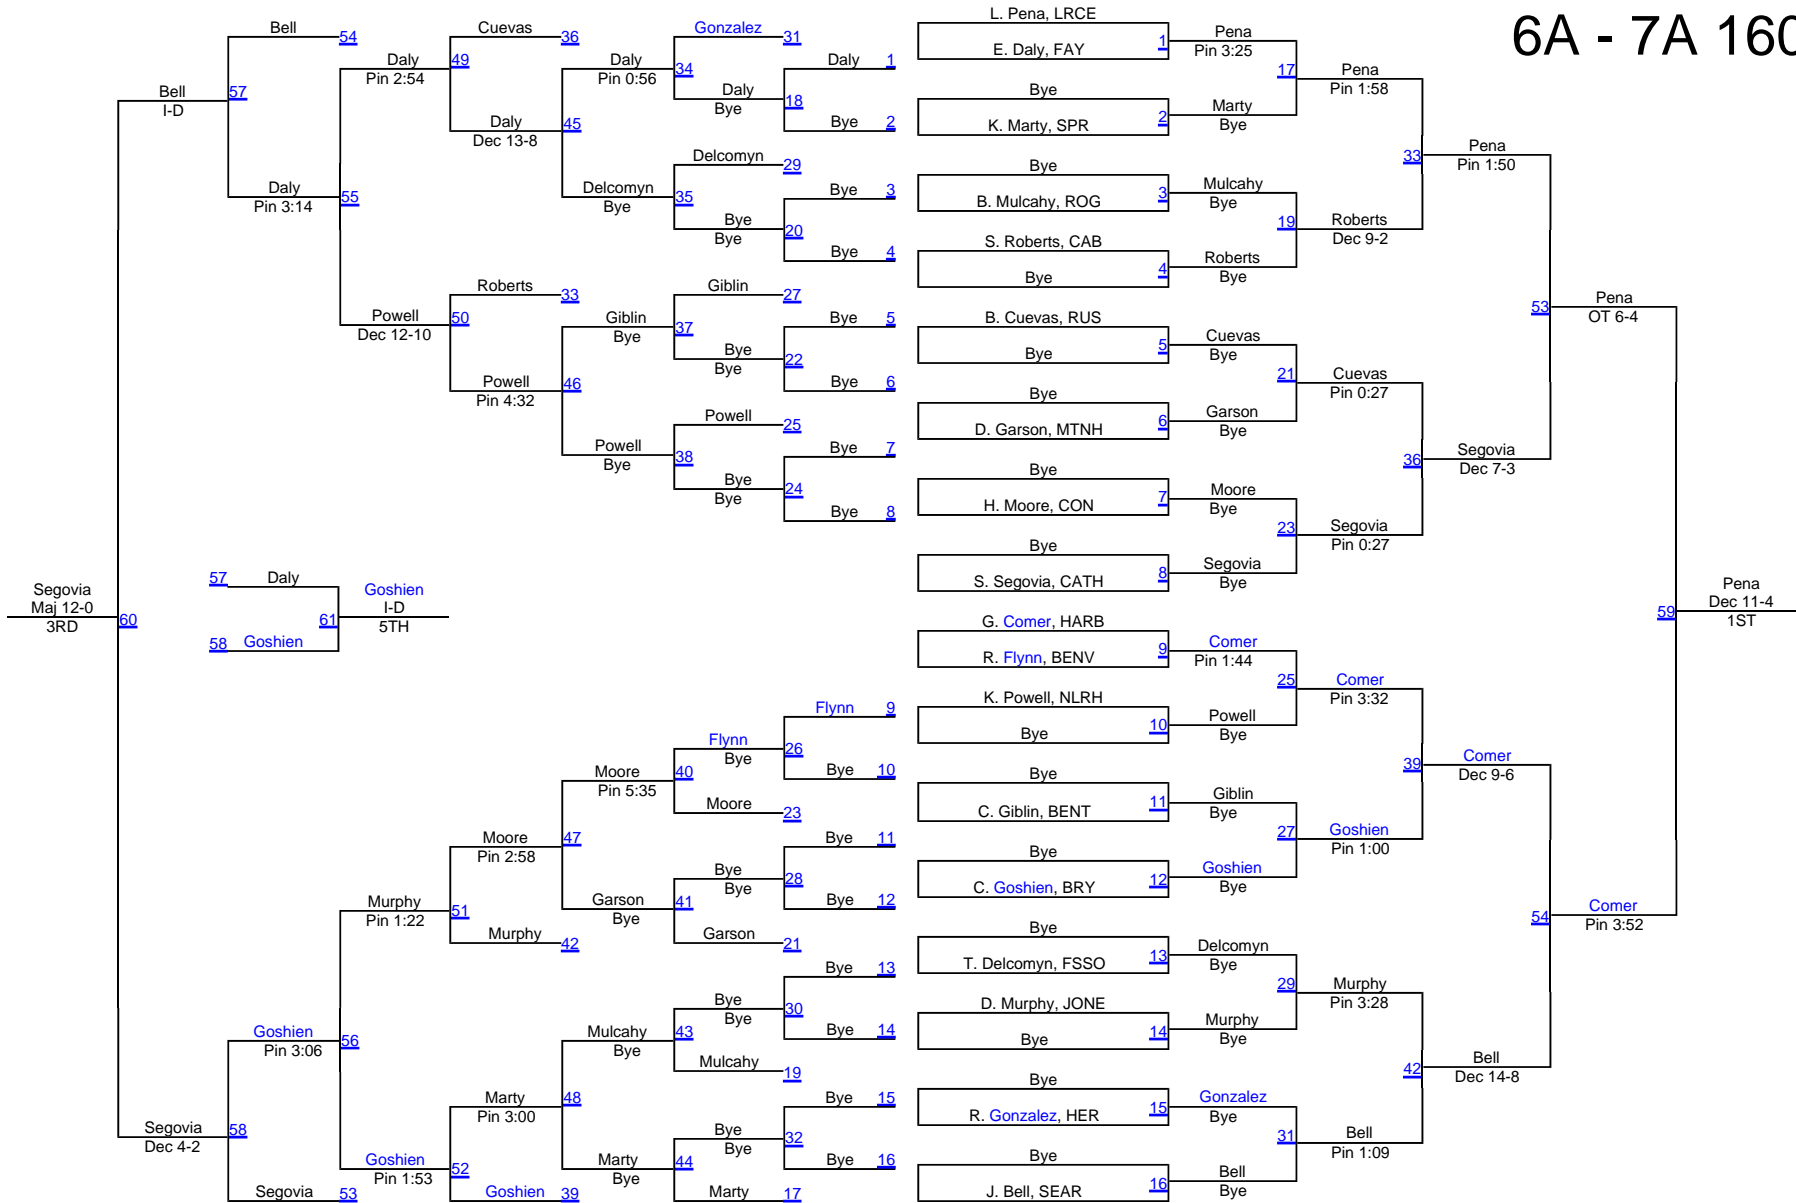 6A - 7A 160
L. Pena, LRCE
E. Daly, FAY
1
Bye
K. Marty, SPR
2
Bye
B. Mulcahy, ROG
3
S. Roberts, CAB
Bye
4
B. Cuevas, RUS
Bye
5
Bye
D. Garson, MTNH
6
Bye
H. Moore, CON
7
Bye
S. Segovia, CATH
8
G. Comer, HARB
R. Flynn, BENV
9
K. Powell, NLRH
Bye
10
Bye
C. Giblin, BENT
11
Bye
C. Goshien, BRY
12
Bye
T. Delcomyn, FSSO
13
D. Murphy, JONE
Bye
14
Bye
R. Gonzalez, HER
15
Bye
J. Bell, SEAR
16
Pena
Pin 3:25
17
Marty
Bye
Mulcahy
Bye
19
Roberts
Bye
Cuevas
Bye
21
Garson
Bye
Moore
Bye
23
Segovia
Bye
Comer
Pin 1:44
25
Powell
Bye
Giblin
Bye
27
Goshien
Bye
Delcomyn
Bye
29
Murphy
Bye
Gonzalez
Bye
31
Bell
Bye
Pena
Pin 1:58
33
Roberts
Dec 9-2
Cuevas
Pin 0:27
36
Segovia
Pin 0:27
Comer
Pin 3:32
39
Goshien
Pin 1:00
Murphy
Pin 3:28
42
Bell
Pin 1:09
Pena
Pin 1:50
53
Segovia
Dec 7-3
Comer
Dec 9-6
54
Bell
Dec 14-8
Pena
OT 6-4
59
Comer
Pin 3:52
Pena
Dec 11-4
1ST
Daly 1
18
Bye 2
Bye 3
20
Bye 4
Bye 5
22
Bye 6
Bye 7
24
Bye 8
Flynn 9
26
Bye 10
Bye 11
28
Bye 12
Bye 13
30
Bye 14
Bye 15
32
Bye 16
Gonzalez 31
34
Daly
Bye
Delcomyn 29
35
Bye
Bye
Giblin 27
37
Bye
Bye
Powell 25
38
Bye
Bye
Flynn
Bye
40
Moore 23
Bye
Bye
41
Garson 21
Bye
Bye
43
Mulcahy 19
Bye
Bye
44
Marty 17
Daly
Pin 0:56
45
Delcomyn
Bye
Giblin
Bye
46
Powell
Bye
Moore
Pin 5:35
47
Garson
Bye
Mulcahy
Bye
48
Marty
Bye
Cuevas 36
49
Daly
Dec 13-8
Roberts 33
50
Powell
Pin 4:32
Moore
Pin 2:58
51
Murphy 42
Marty
Pin 3:00
52
Goshien 39
Daly
Pin 2:54
55
Powell
Dec 12-10
Murphy
Pin 1:22
56
Goshien
Pin 1:53
Bell 54
57
Daly
Pin 3:14
Goshien
Pin 3:06
58
Segovia 53
Bell
I-D
60
Segovia
Dec 4-2
Segovia
Maj 12-0
3RD
57 Daly
61
58 Goshien
Goshien
I-D
5TH